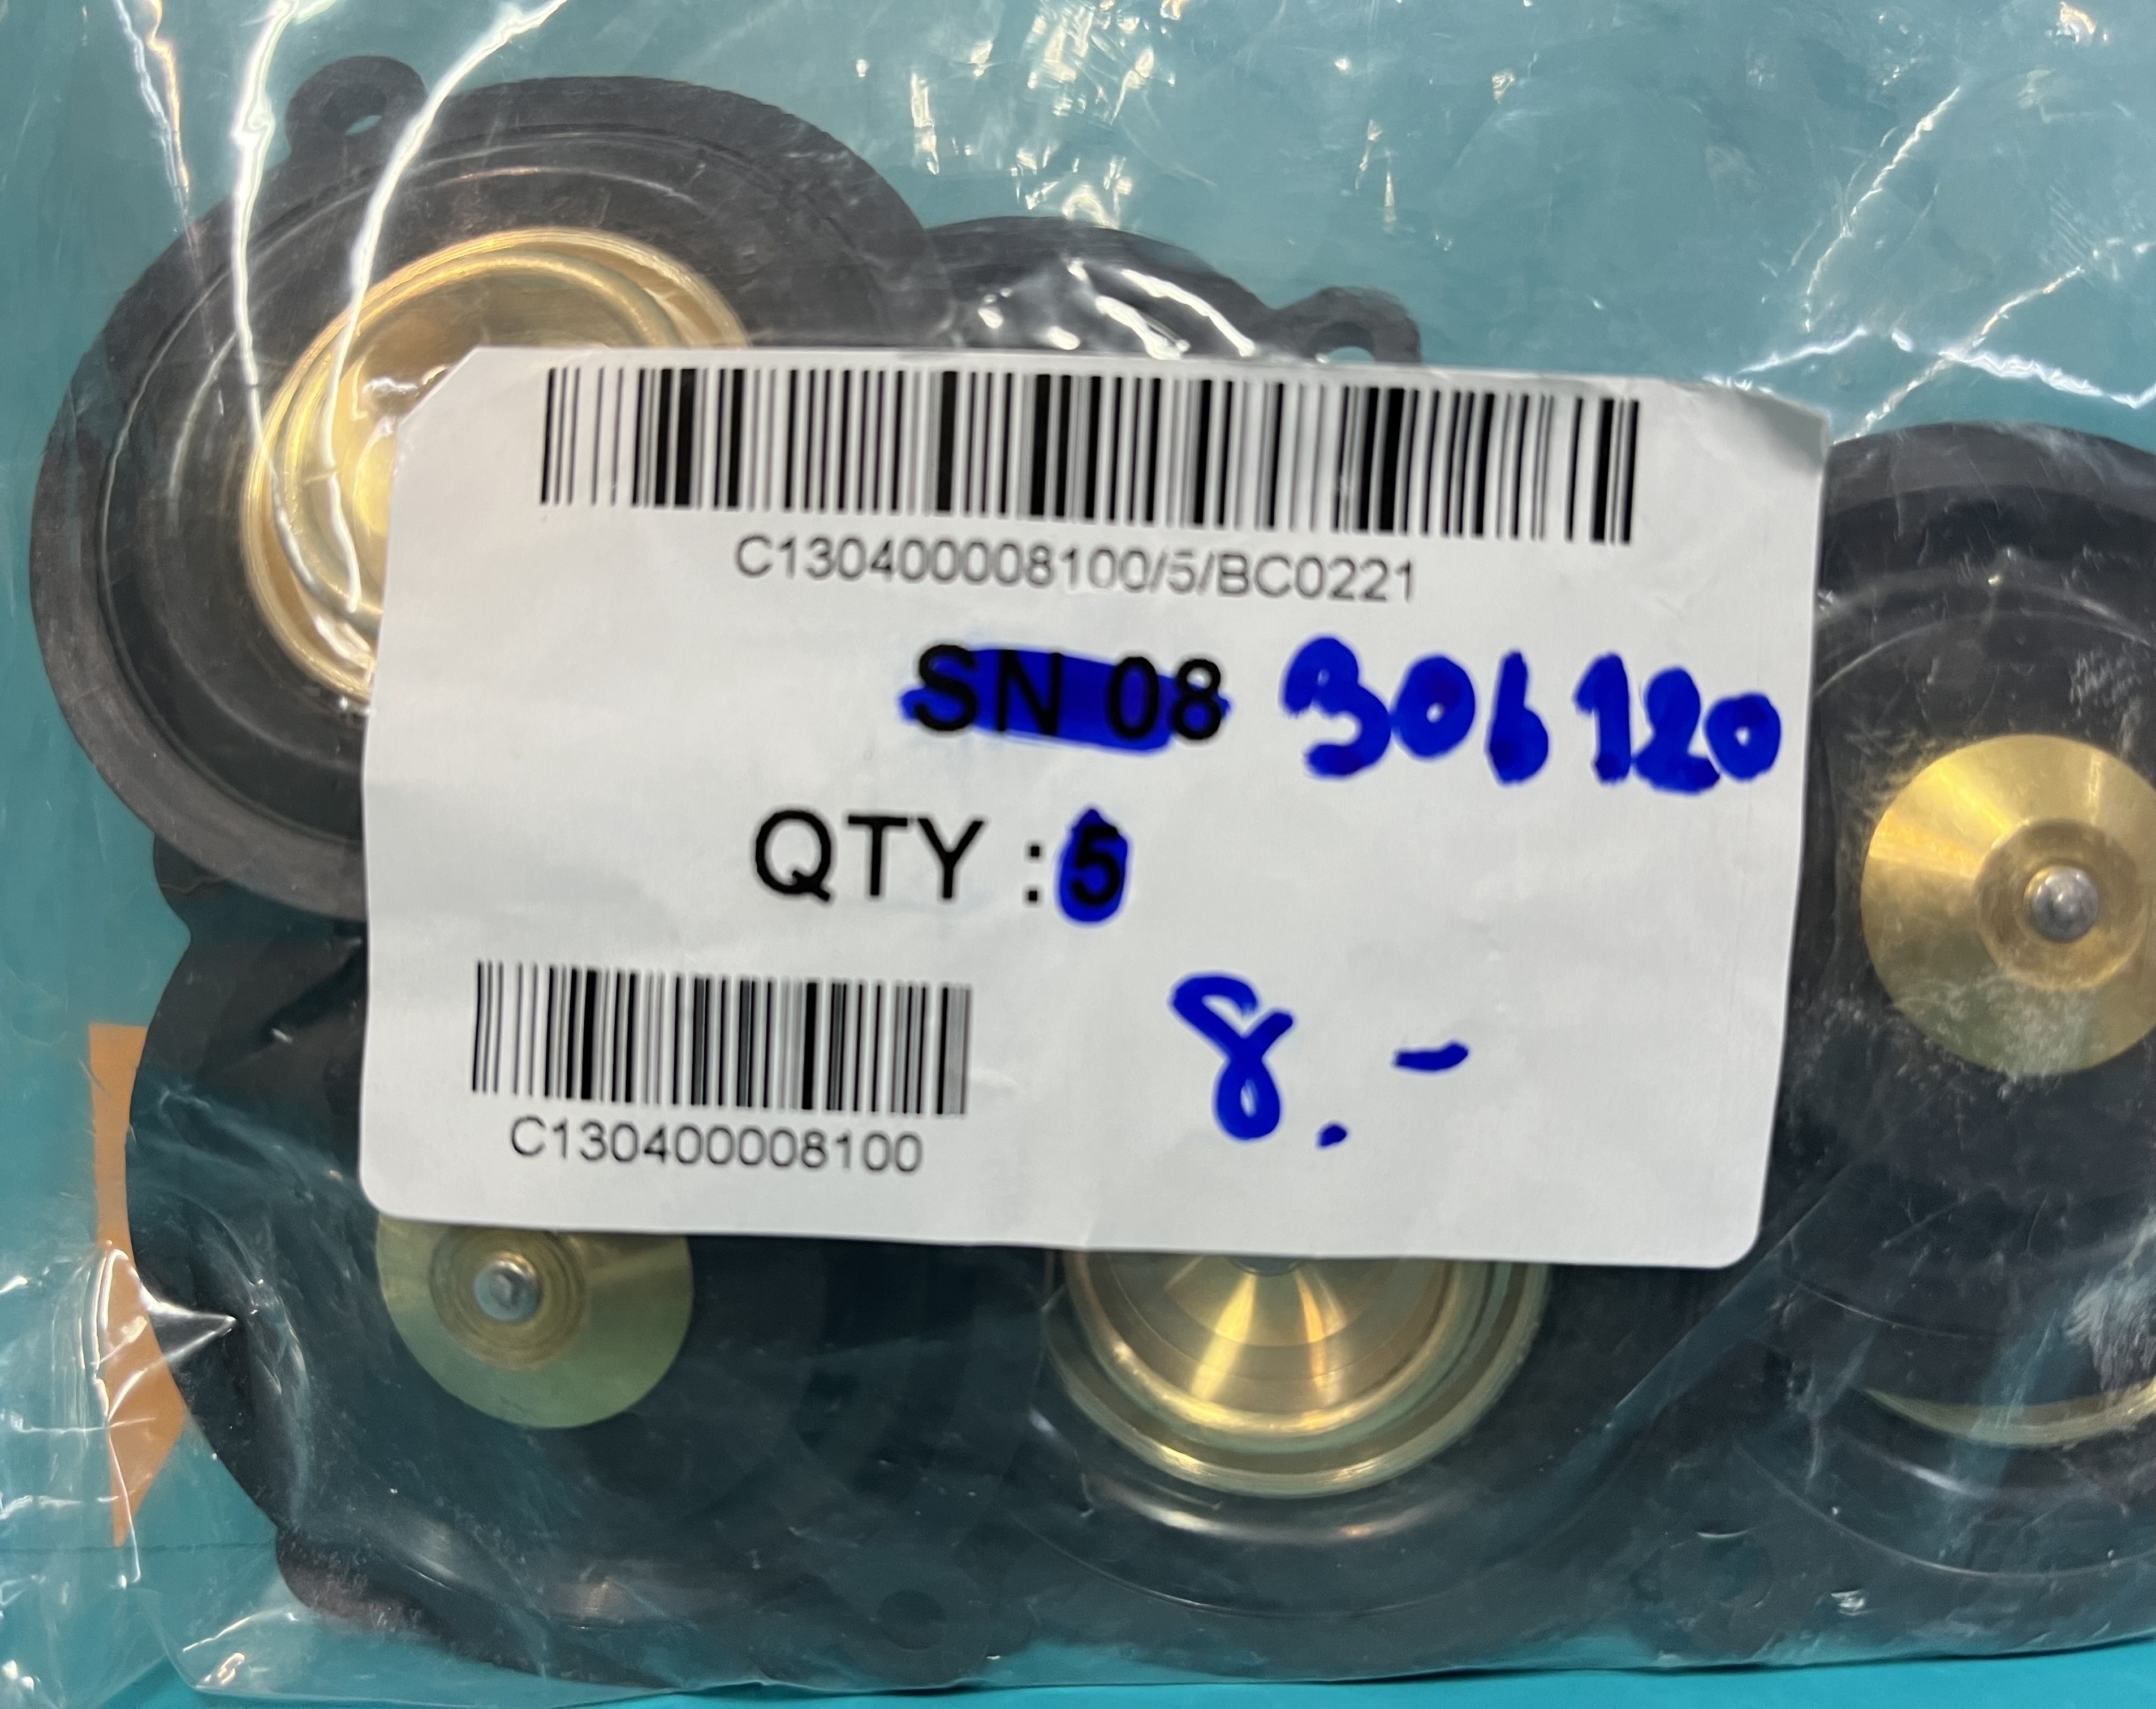 C130400008100/5/BC0221
SN 08 306120
QTY : 5
8.-
C130400008100